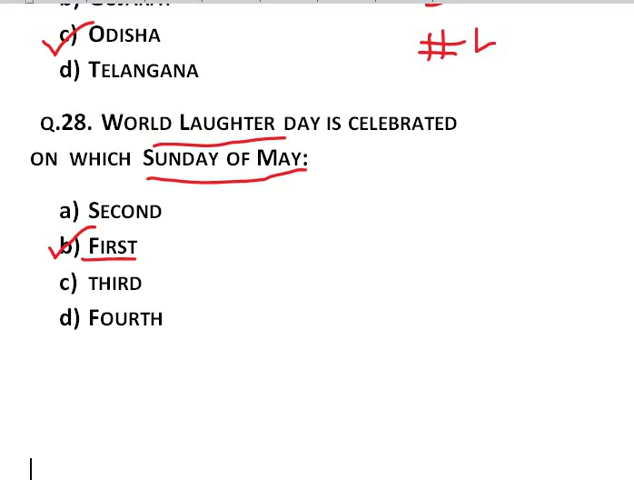 c) ODISHA
d) TELANGANA
Q.28. WORLD LAUGHTER DAY IS CELEBRATED
ON WHICH SUNDAY OF MAY:
a) SECOND
b) FIRST
c) THIRD
d) FOURTH